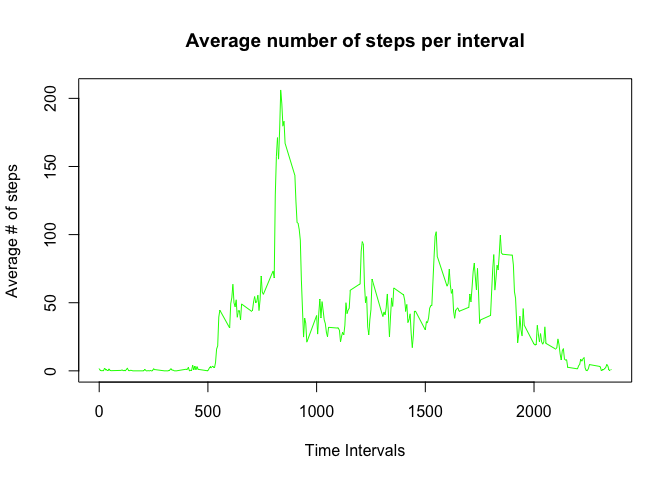 Average number of steps per interval
Average # of steps
200
150
100
50
0
0 500 1000 1500 2000
Time Intervals